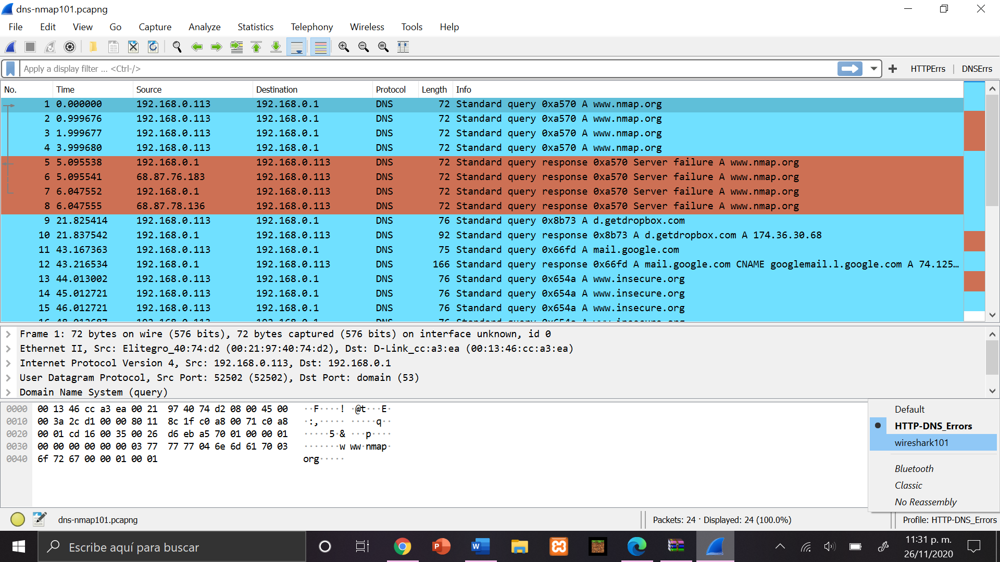 dns-nmap101.pcapng
File Edit View Go Capture Analyze Statistics Telephony Wireless Tools Help
Apply a display filter ... <Ctrl-/> HTTPErrs DNSErrs
No. Time Source Destination Protocol Length Info
1 0.000000 192.168.0.113 192.168.0.1 DNS 72 Standard query 0xa570 A www.nmap.org
2 0.999676 192.168.0.113 192.168.0.1 DNS 72 Standard query 0xa570 A www.nmap.org
3 1.999677 192.168.0.113 192.168.0.1 DNS 72 Standard query 0xa570 A www.nmap.org
4 3.999680 192.168.0.113 192.168.0.1 DNS 72 Standard query 0xa570 A www.nmap.org
5 5.095538 192.168.0.1 192.168.0.113 DNS 72 Standard query response 0xa570 Server failure A www.nmap.org
6 5.095541 68.87.76.183 192.168.0.113 DNS 72 Standard query response 0xa570 Server failure A www.nmap.org
7 6.047552 192.168.0.1 192.168.0.113 DNS 72 Standard query response 0xa570 Server failure A www.nmap.org
8 6.047555 68.87.78.136 192.168.0.113 DNS 72 Standard query response 0xa570 Server failure A www.nmap.org
9 21.825414 192.168.0.113 192.168.0.1 DNS 76 Standard query 0x8b73 A d.getdropbox.com
10 21.837542 192.168.0.1 192.168.0.113 DNS 92 Standard query response 0x8b73 A d.getdropbox.com A 174.36.30.68
11 43.167363 192.168.0.113 192.168.0.1 DNS 75 Standard query 0x66fd A mail.google.com
12 43.216534 192.168.0.1 192.168.0.113 DNS 166 Standard query response 0x66fd A mail.google.com CNAME googlemail.l.google.com A 74.125…
13 44.013002 192.168.0.113 192.168.0.1 DNS 76 Standard query 0x654a A www.insecure.org
14 45.012721 192.168.0.113 192.168.0.1 DNS 76 Standard query 0x654a A www.insecure.org
15 46.012721 192.168.0.113 192.168.0.1 DNS 76 Standard query 0x654a A www.insecure.org
Frame 1: 72 bytes on wire (576 bits), 72 bytes captured (576 bits) on interface unknown, id 0
Ethernet II, Src: Elitegro_40:74:d2 (00:21:97:40:74:d2), Dst: D-Link_cc:a3:ea (00:13:46:cc:a3:ea)
Internet Protocol Version 4, Src: 192.168.0.113, Dst: 192.168.0.1
User Datagram Protocol, Src Port: 52502 (52502), Dst Port: domain (53)
Domain Name System (query)
0000 00 13 46 cc a3 ea 00 21 97 40 74 d2 08 00 45 00 ··F····! ·@t···E·
0010 00 3a 2c d1 00 00 80 11 8c 1f c0 a8 00 71 c0 a8 ·:,····· ·····q··
0020 00 01 cd 16 00 35 00 26 d6 eb a5 70 01 00 00 01 ·····5·& ···p····
0030 00 00 00 00 00 00 03 77 77 77 04 6e 6d 61 70 03 ·······w ww·nmap·
0040 6f 72 67 00 00 01 00 01 org·····
Default
HTTP-DNS_Errors
wireshark101
Bluetooth
Classic
No Reassembly
dns-nmap101.pcapng Packets: 24 · Displayed: 24 (100.0%) Profile: HTTP-DNS_Errors
Escribe aquí para buscar
11:31 p. m.
26/11/2020